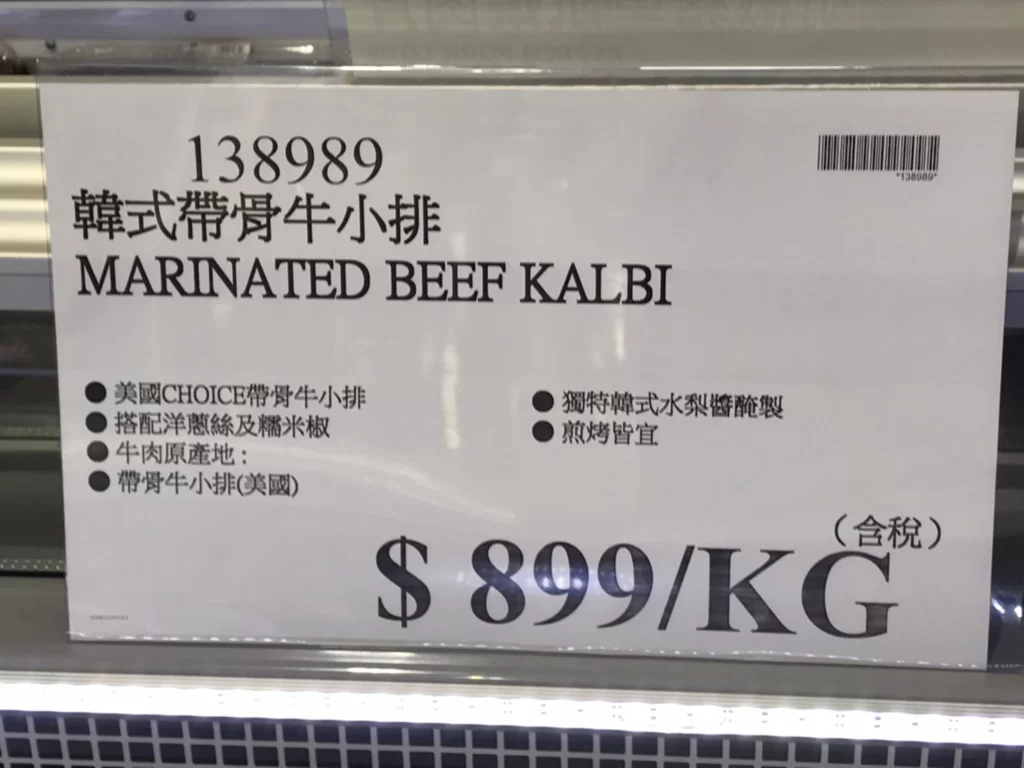 138989
*138989*
韓式帶骨牛小排
MARINATED BEEF KALBI
● 美國CHOICE帶骨牛小排
● 搭配洋蔥絲及糯米椒
● 牛肉原產地：
● 帶骨牛小排(美國)
● 獨特韓式水梨醬醃製
● 煎烤皆宜
（含稅）
$ 899/KG